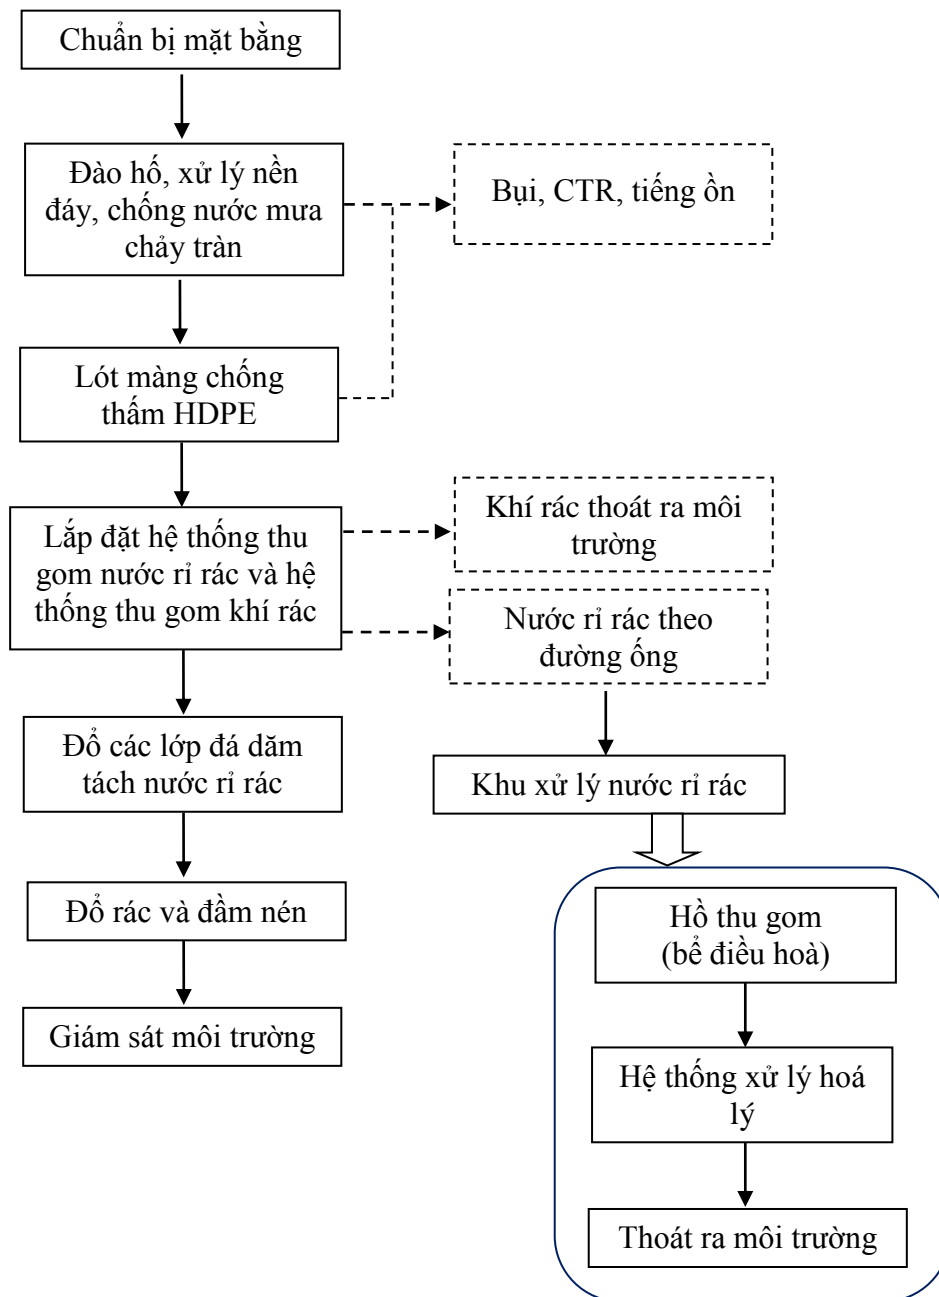 Chuẩn bị mặt bằng
Đào hố, xử lý nền
đáy, chống nước mưa
chảy tràn
Bụi, CTR, tiếng ồn
Lót màng chống
thấm HDPE
Lắp đặt hệ thống thu
gom nước rỉ rác và hệ
thống thu gom khí rác
Khí rác thoát ra môi
trường
Nước rỉ rác theo
đường ống
Đổ các lớp đá dăm
tách nước rỉ rác
Khu xử lý nước rỉ rác
Đổ rác và đầm nén
Giám sát môi trường
Hồ thu gom
(bể điều hoà)
Hệ thống xử lý hoá
lý
Thoát ra môi trường